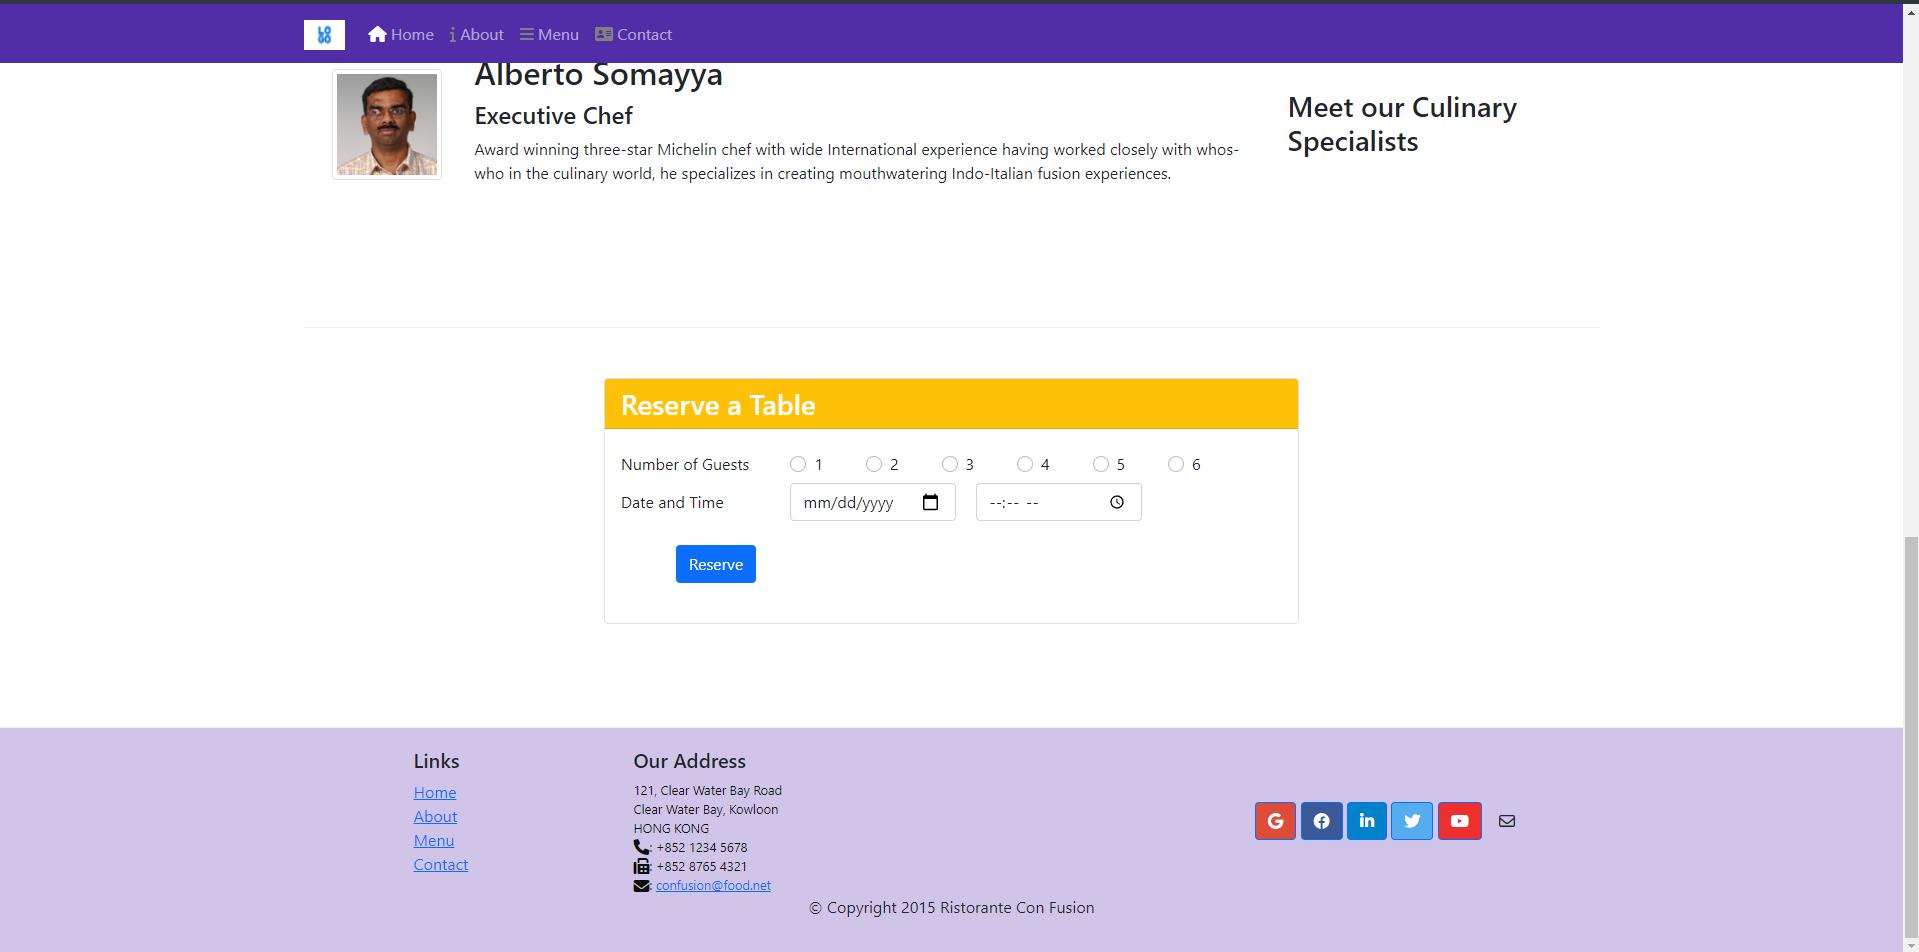 LOGO
Home About Menu Contact
Alberto Somayya
Executive Chef
Award winning three-star Michelin chef with wide International experience having worked closely with whos-
who in the culinary world, he specializes in creating mouthwatering Indo-Italian fusion experiences.
Meet our Culinary
Specialists
Reserve a Table
Number of Guests 1 2 3 4 5 6
Date and Time mm/dd/yyyy --:-- --
Reserve
Links
Home
About
Menu
Contact
Our Address
121, Clear Water Bay Road
Clear Water Bay, Kowloon
HONG KONG
: +852 1234 5678
: +852 8765 4321
: confusion@food.net
G f in
© Copyright 2015 Ristorante Con Fusion